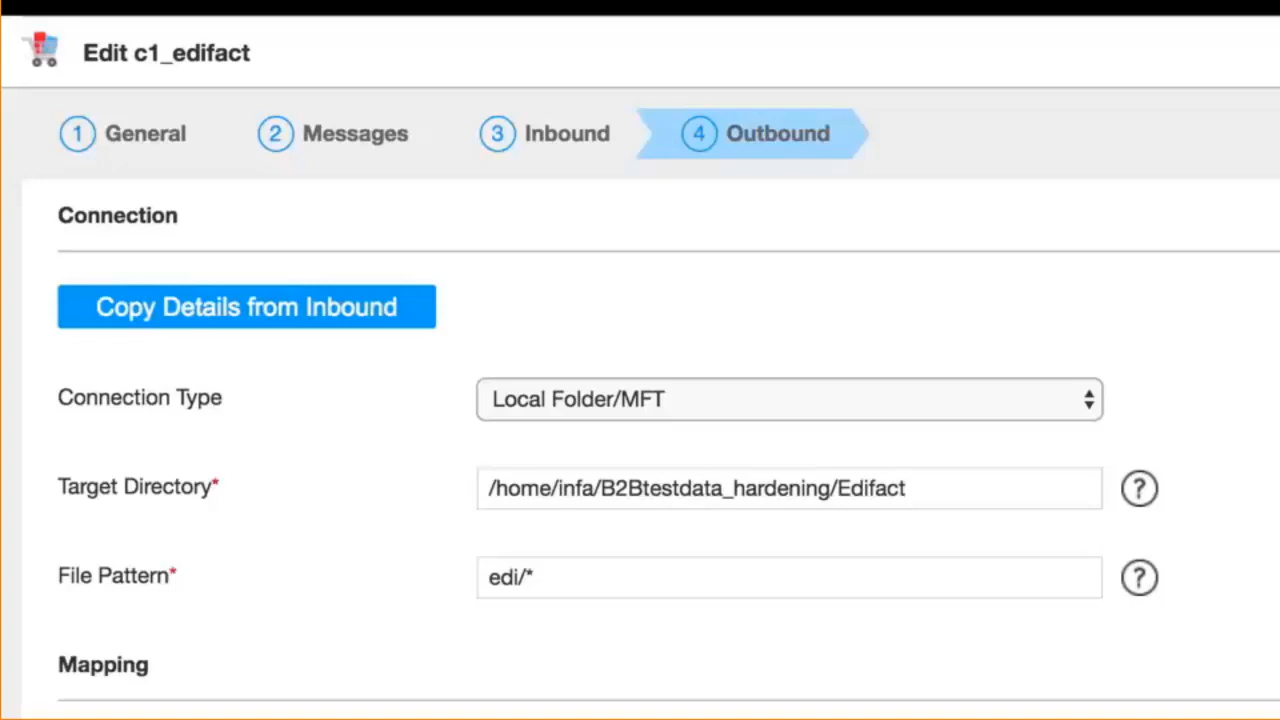 Edit c1_edifact
1 General 2 Messages 3 Inbound 4 Outbound
Connection
Copy Details from Inbound
Connection Type Local Folder/MFT
Target Directory* /home/infa/B2Btestdata_hardening/Edifact ?
File Pattern* edi/* ?
Mapping